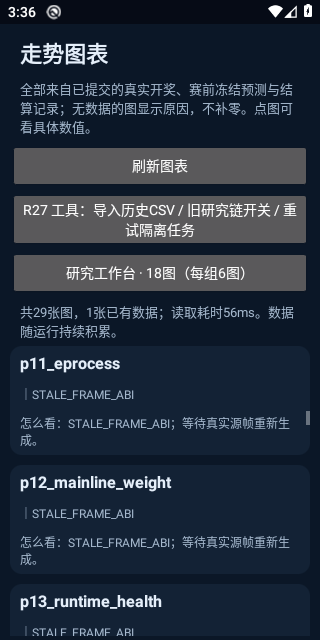 3:36
走势图表
全部来自已提交的真实开奖、赛前冻结预测与结
算记录；无数据的图显示原因，不补零。点图可
看具体数值。
刷新图表
R27 工具：导入历史CSV / 旧研究链开关 / 重
试隔离任务
研究工作台 · 18图（每组6图）
共29张图，1张已有数据；读取耗时56ms。数据
随运行持续积累。
p11_eprocess
｜STALE_FRAME_ABI
怎么看：STALE_FRAME_ABI；等待真实源帧重新生
成。
p12_mainline_weight
｜STALE_FRAME_ABI
怎么看：STALE_FRAME_ABI；等待真实源帧重新生
成。
p13_runtime_health
｜STALE_FRAME_ABI